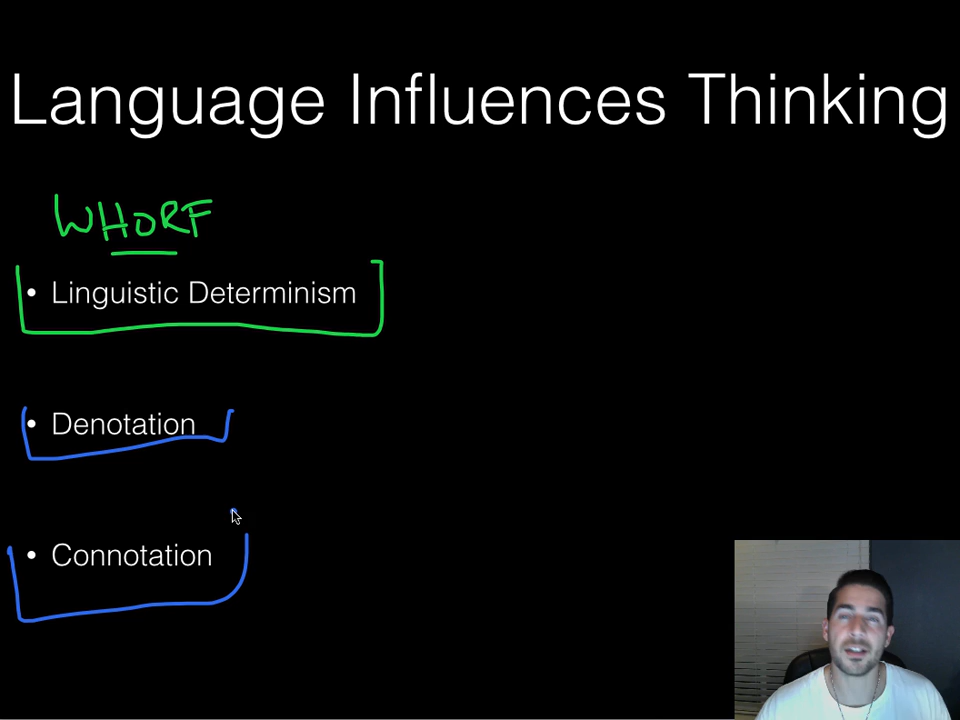 Language Influences Thinking
WHORF
• Linguistic Determinism
• Denotation
• Connotation